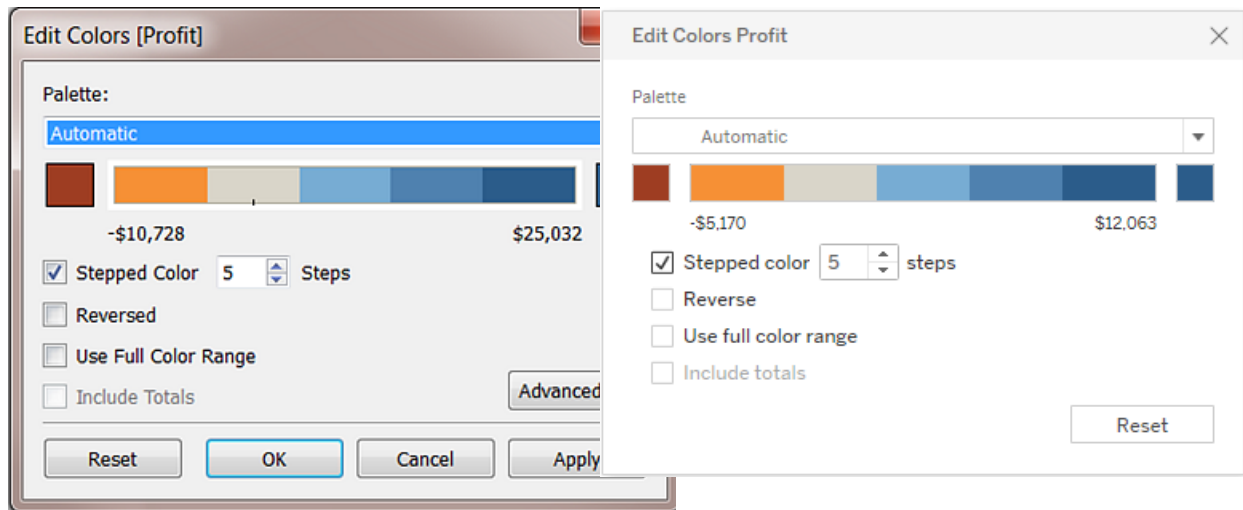 Edit Colors [Profit]
Palette:
Automatic
-$10,728 $25,032
Stepped Color 5 Steps
Reversed
Use Full Color Range
Include Totals
Advanced
Reset OK Cancel Apply
Edit Colors Profit
Palette
Automatic
-$5,170 $12,063
Stepped color 5 steps
Reverse
Use full color range
Include totals
Reset